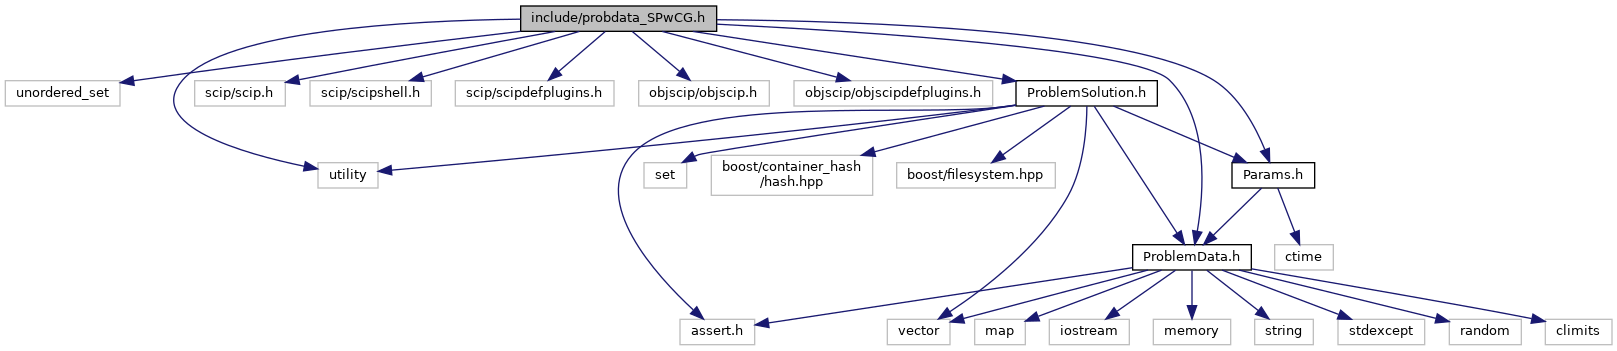 include/probdata_SPwCG.h
unordered_set
scip/scip.h
scip/scipshell.h
scip/scipdefplugins.h
objscip/objscip.h
objscip/objscipdefplugins.h
ProblemSolution.h
utility
set
boost/container_hash
/hash.hpp
boost/filesystem.hpp
Params.h
ProblemData.h
ctime
assert.h
vector
map
iostream
memory
string
stdexcept
random
climits